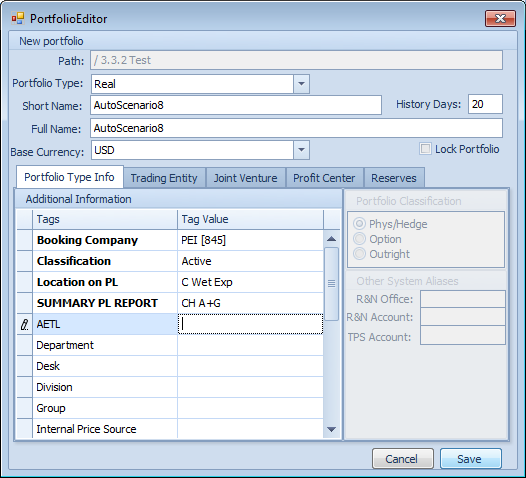 PortfolioEditor
New portfolio
Path: / 3.3.2 Test
Portfolio Type: Real
Short Name: AutoScenario8 History Days: 20
Full Name: AutoScenario8
Base Currency: USD Lock Portfolio
Portfolio Type Info Trading Entity Joint Venture Profit Center Reserves
Additional Information
Tags Tag Value
Booking Company PEI [845]
Classification Active
Location on PL C Wet Exp
SUMMARY PL REPORT CH A+G
AETL
Department
Desk
Division
Group
Internal Price Source
Portfolio Classification
Phys/Hedge
Option
Outright
Other System Aliases
R&N Office:
R&N Account:
TPS Account:
Cancel Save